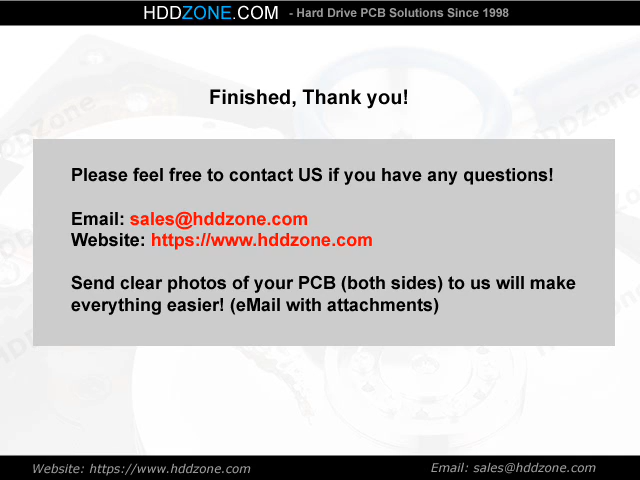 HDDZONE.COM - Hard Drive PCB Solutions Since 1998
Finished, Thank you!
Please feel free to contact US if you have any questions!
Email: sales@hddzone.com
Website: https://www.hddzone.com
Send clear photos of your PCB (both sides) to us will make
everything easier! (eMail with attachments)
Website: https://www.hddzone.com
Email: sales@hddzone.com